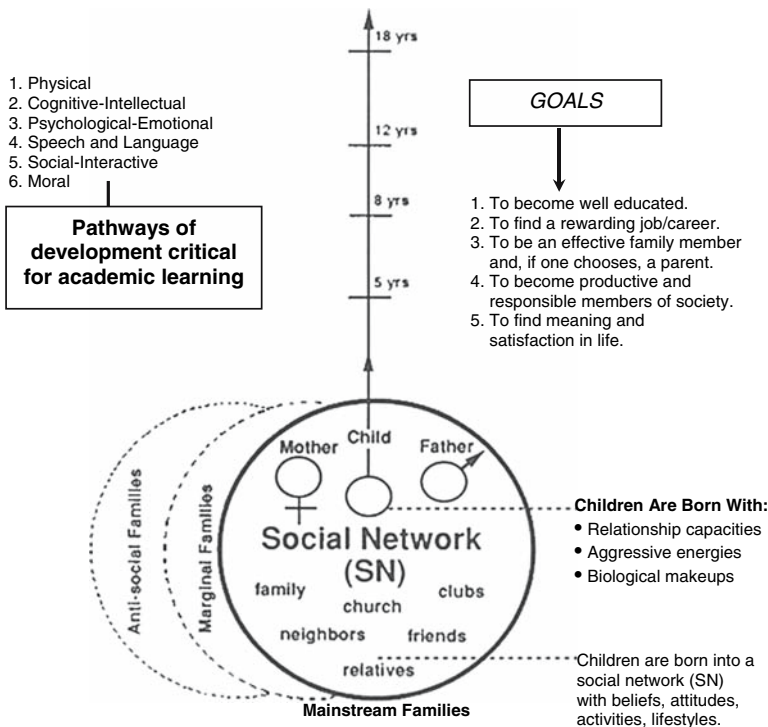 18 yrs
12 yrs
8 yrs
5 yrs
1. Physical
2. Cognitive-Intellectual
3. Psychological-Emotional
4. Speech and Language
5. Social-Interactive
6. Moral
Pathways of
development critical
for academic learning
GOALS
1. To become well educated.
2. To find a rewarding job/career.
3. To be an effective family member
and, if one chooses, a parent.
4. To become productive and
responsible members of society.
5. To find meaning and
satisfaction in life.
Anti-social Families
Marginal Families
Mother
Child
Father
Social Network
(SN)
family
church
clubs
neighbors
friends
relatives
Mainstream Families
Children Are Born With:
• Relationship capacities
• Aggressive energies
• Biological makeups
Children are born into a
social network (SN)
with beliefs, attitudes,
activities, lifestyles.